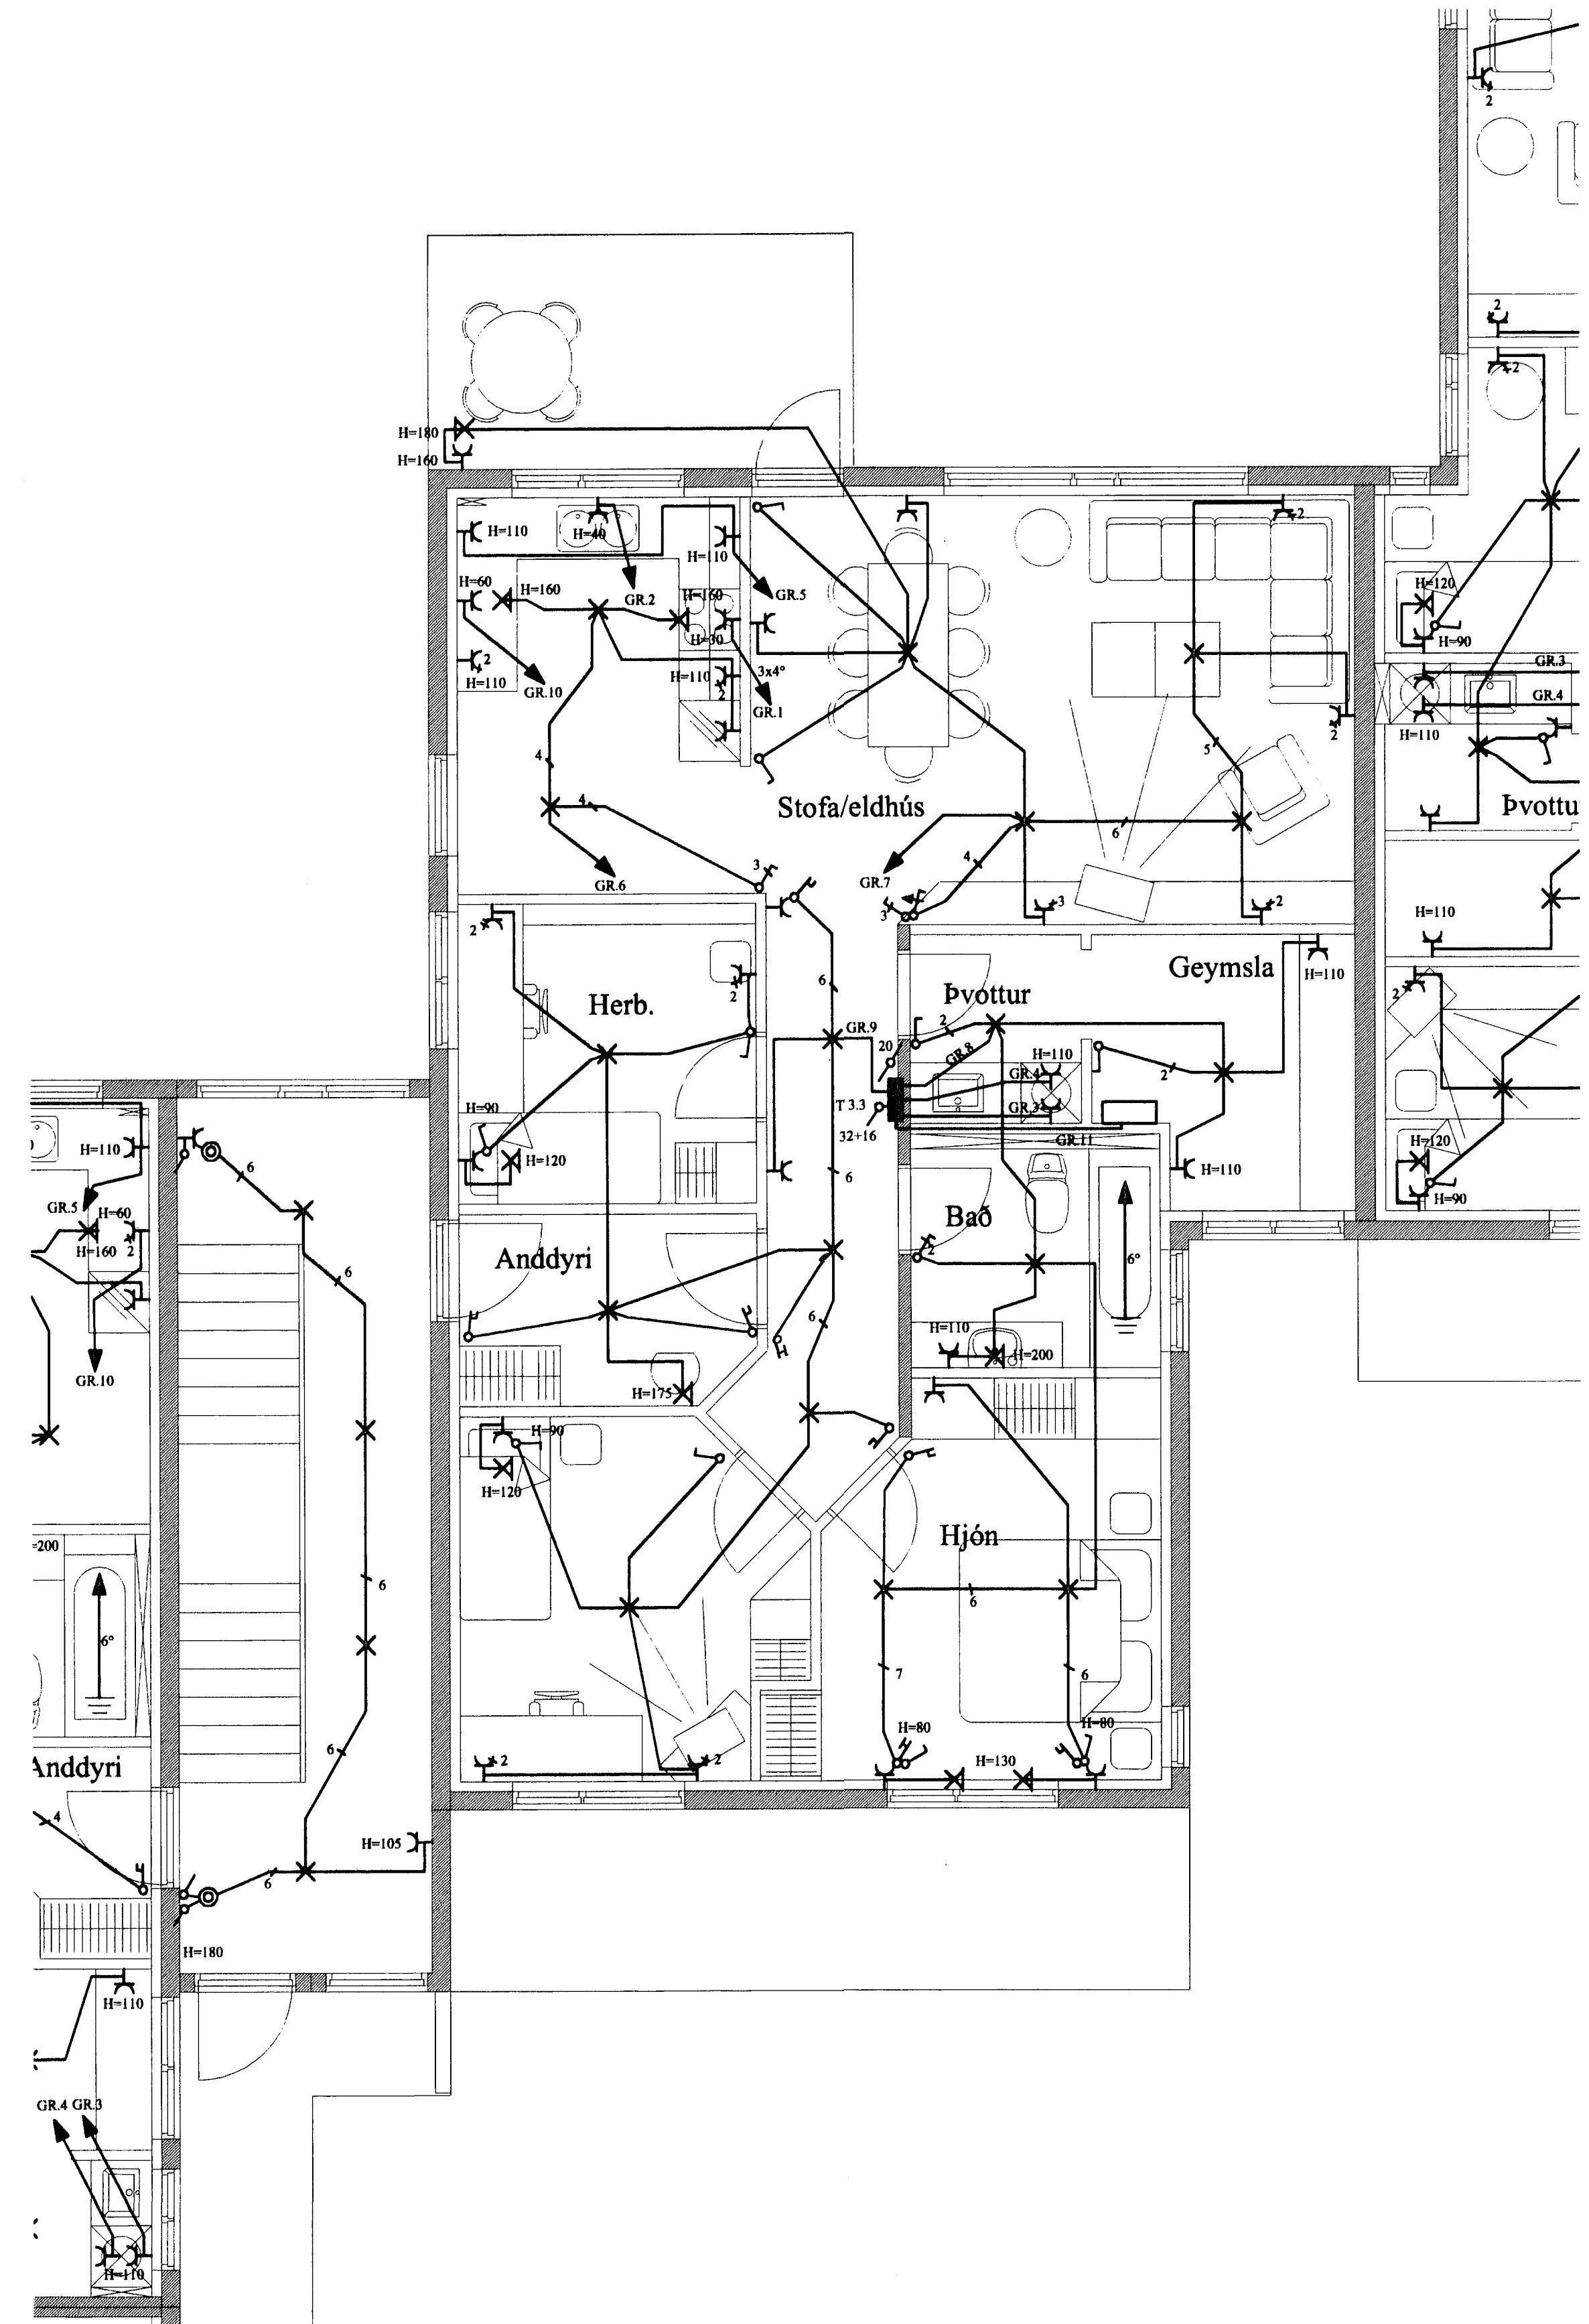 2
2
2
H=180
H=160
H=110
H=40
2
H=110
H=60
H=160
GR.2
H=160
GR.5
H=120
H=30
H=90
2
H=110
GR.10
H=110
2
3x4°
GR.1
GR.3
GR.4
H=110
2
4
5
4
Stofa/eldhús
6
Þvottu
3
4
GR.6
GR.7
3
3
2
2
H=110
6
Herb.
2
Þvottur
Geymsla
H=110
2
GR.9
2
20
GR.8
H=110
GR.4
2
T 3.3
GR.3
32+16
GR.11
H=90
H=120
H=120
H=90
H=110
6
6
H=110
GR.5
H=60
2
H=160
Anddyri
Bað
2
6°
6
6
H=110
H=200
GR.10
H=175
H=90
H=120
Hjón
=200
6
6
6°
7
6
6
H=80
H=80
H=130
2
2
Anddyri
4
H=105
6
H=180
H=110
GR.4
GR.3
H=110